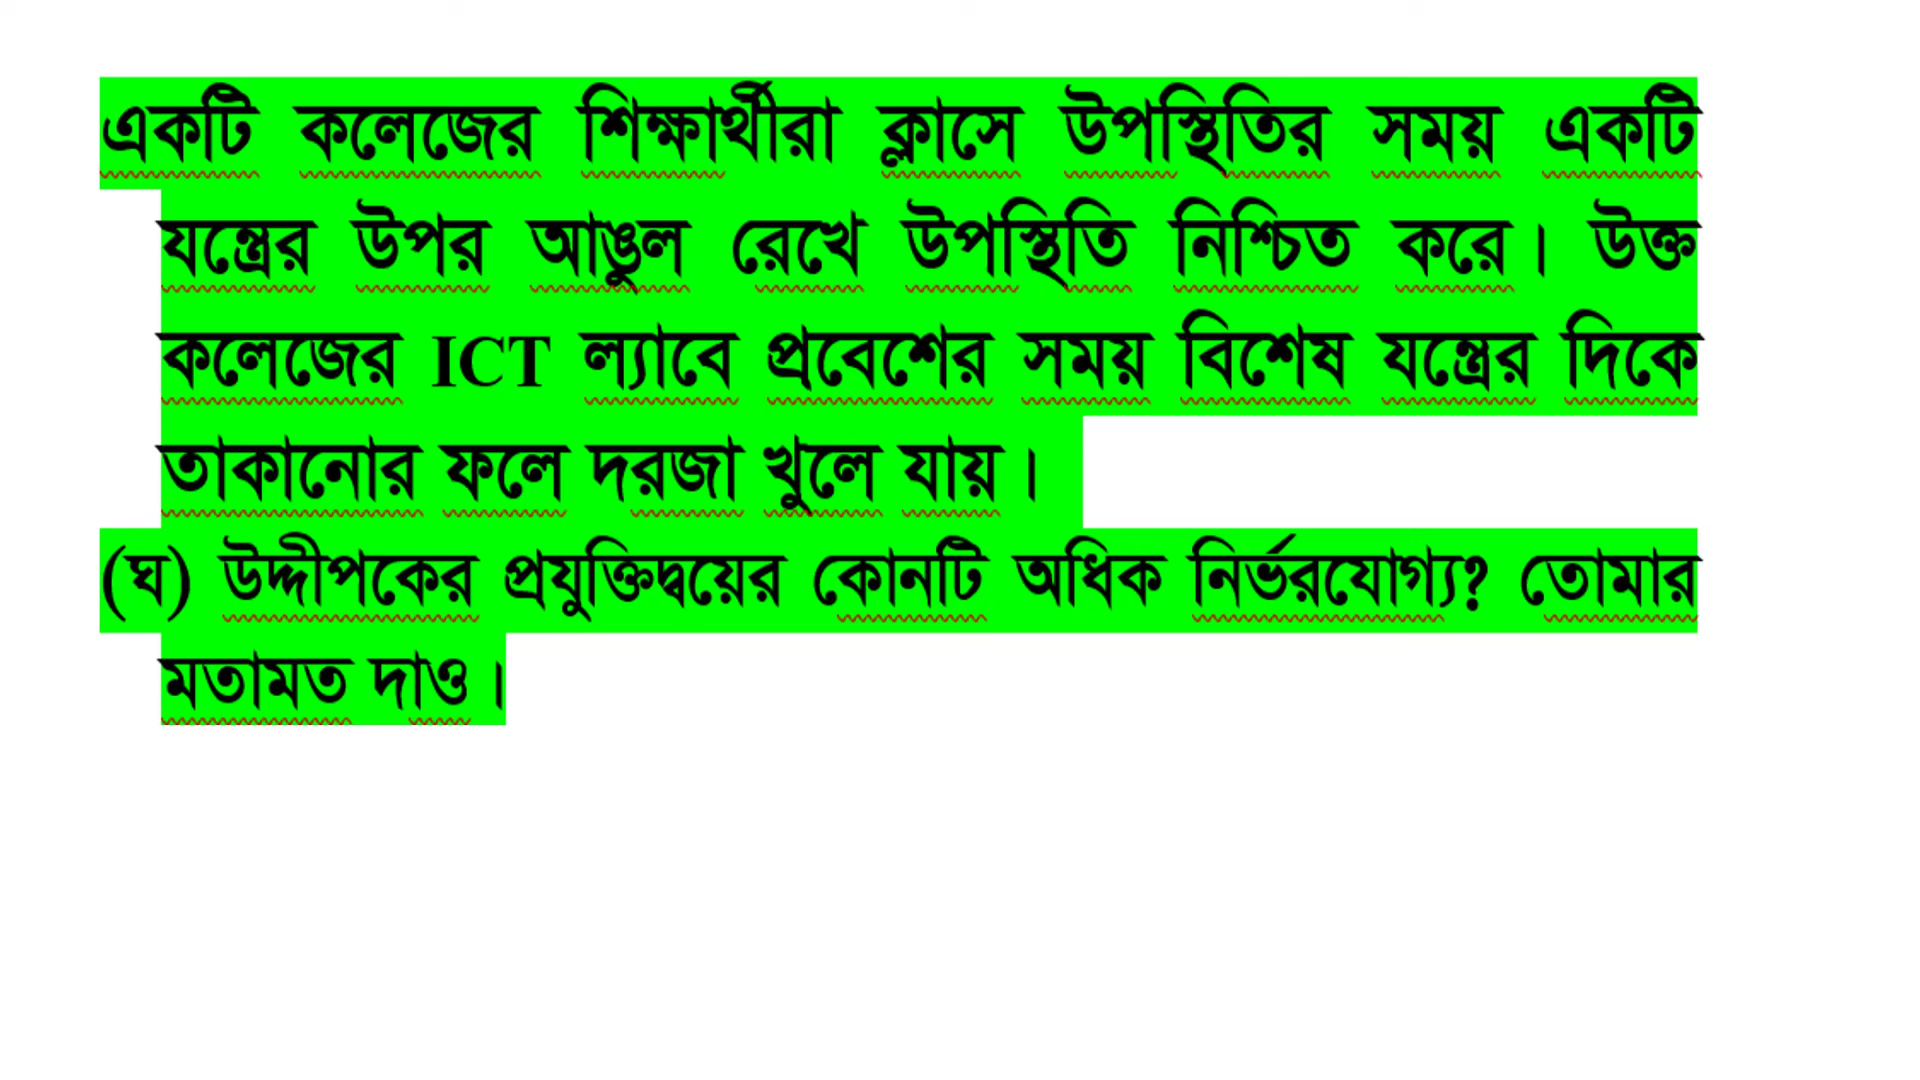 একটি কলেজের শিক্ষার্থীরা ক্লাসে উপস্থিতির সময় একটি
যন্ত্রের উপর আঙুল রেখে উপস্থিতি নিশ্চিত করে। উক্ত
কলেজের ICT ল্যাবে প্রবেশের সময় বিশেষ যন্ত্রের দিকে
তাকানোর ফলে দরজা খুলে যায়।
(ঘ) উদ্দীপকের প্রযুক্তিদ্বয়ের কোনটি অধিক নির্ভরযোগ্য? তোমার
মতামত দাও।